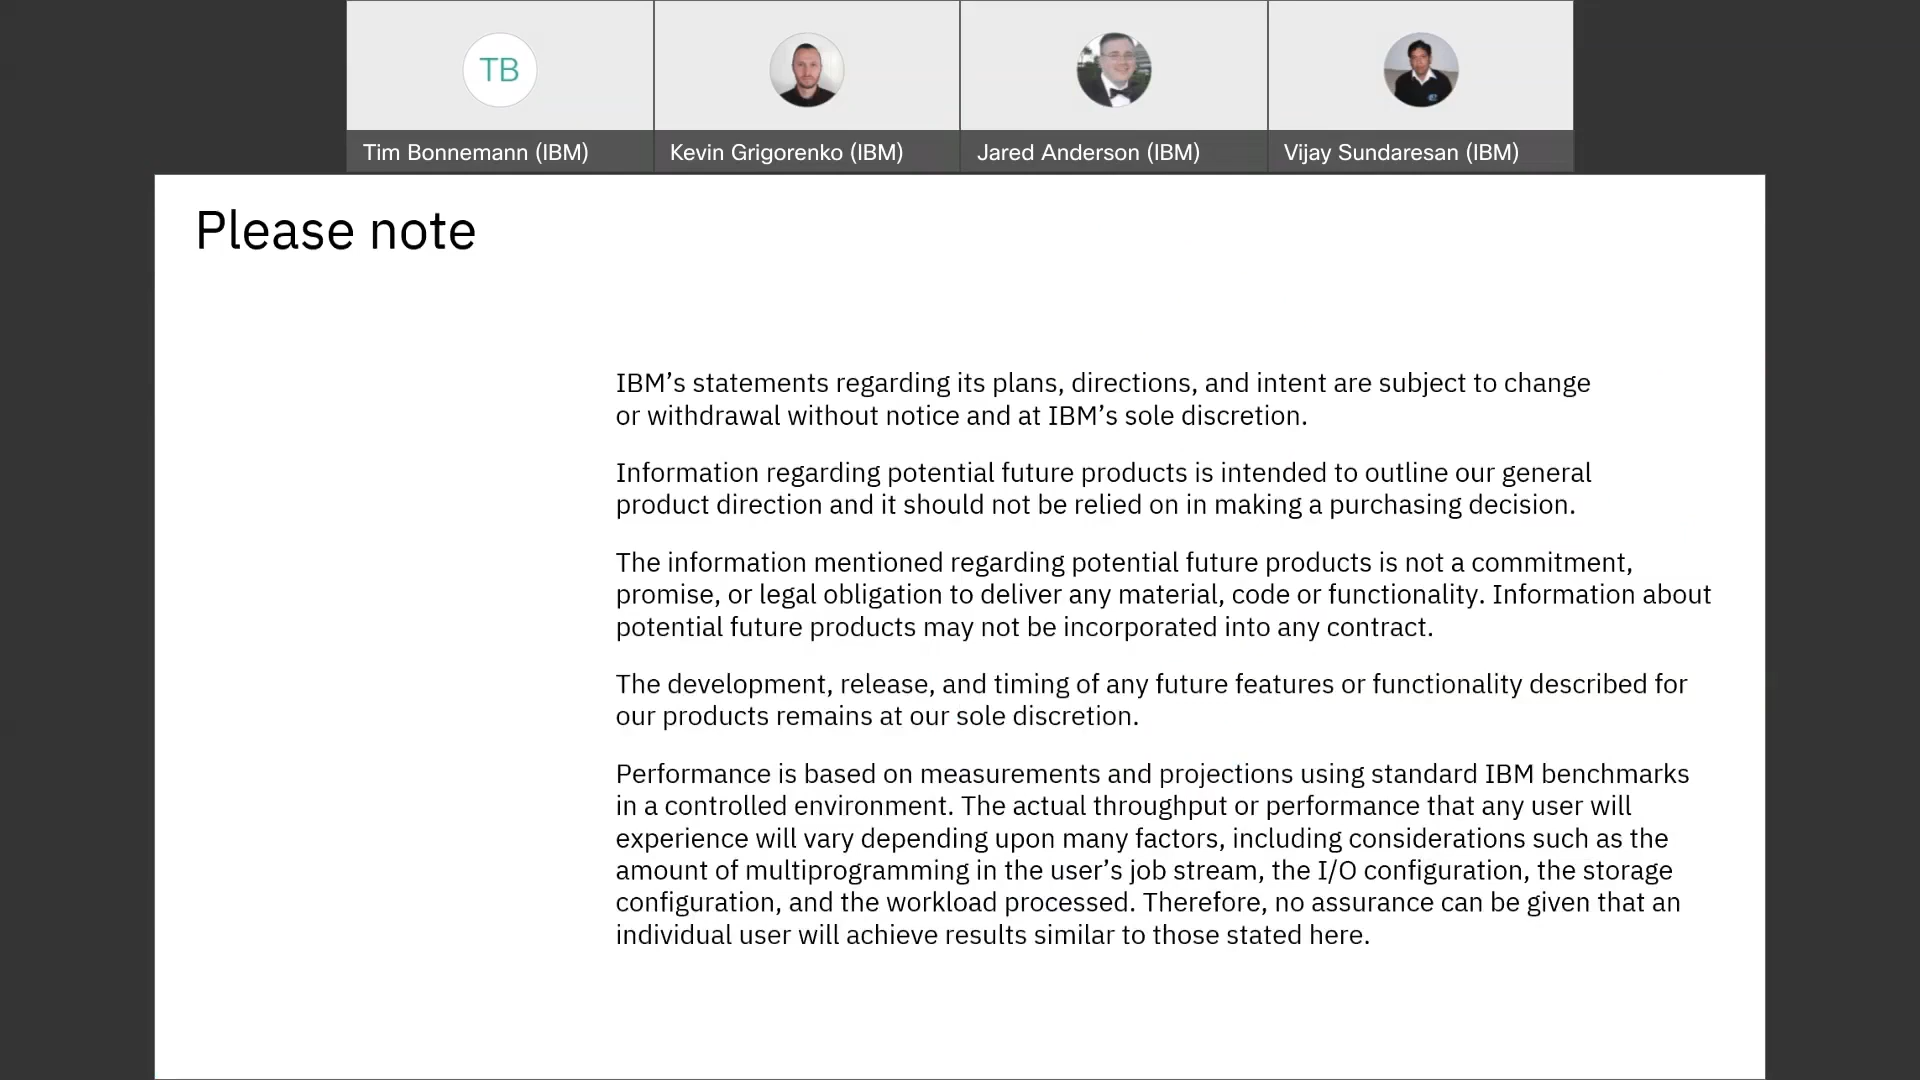 TB
Tim Bonnemann (IBM)
Kevin Grigorenko (IBM)
Jared Anderson (IBM)
Vijay Sundaresan (IBM)
Please note
IBM’s statements regarding its plans, directions, and intent are subject to change
or withdrawal without notice and at IBM’s sole discretion.
Information regarding potential future products is intended to outline our general
product direction and it should not be relied on in making a purchasing decision.
The information mentioned regarding potential future products is not a commitment,
promise, or legal obligation to deliver any material, code or functionality. Information about
potential future products may not be incorporated into any contract.
The development, release, and timing of any future features or functionality described for
our products remains at our sole discretion.
Performance is based on measurements and projections using standard IBM benchmarks
in a controlled environment. The actual throughput or performance that any user will
experience will vary depending upon many factors, including considerations such as the
amount of multiprogramming in the user’s job stream, the I/O configuration, the storage
configuration, and the workload processed. Therefore, no assurance can be given that an
individual user will achieve results similar to those stated here.